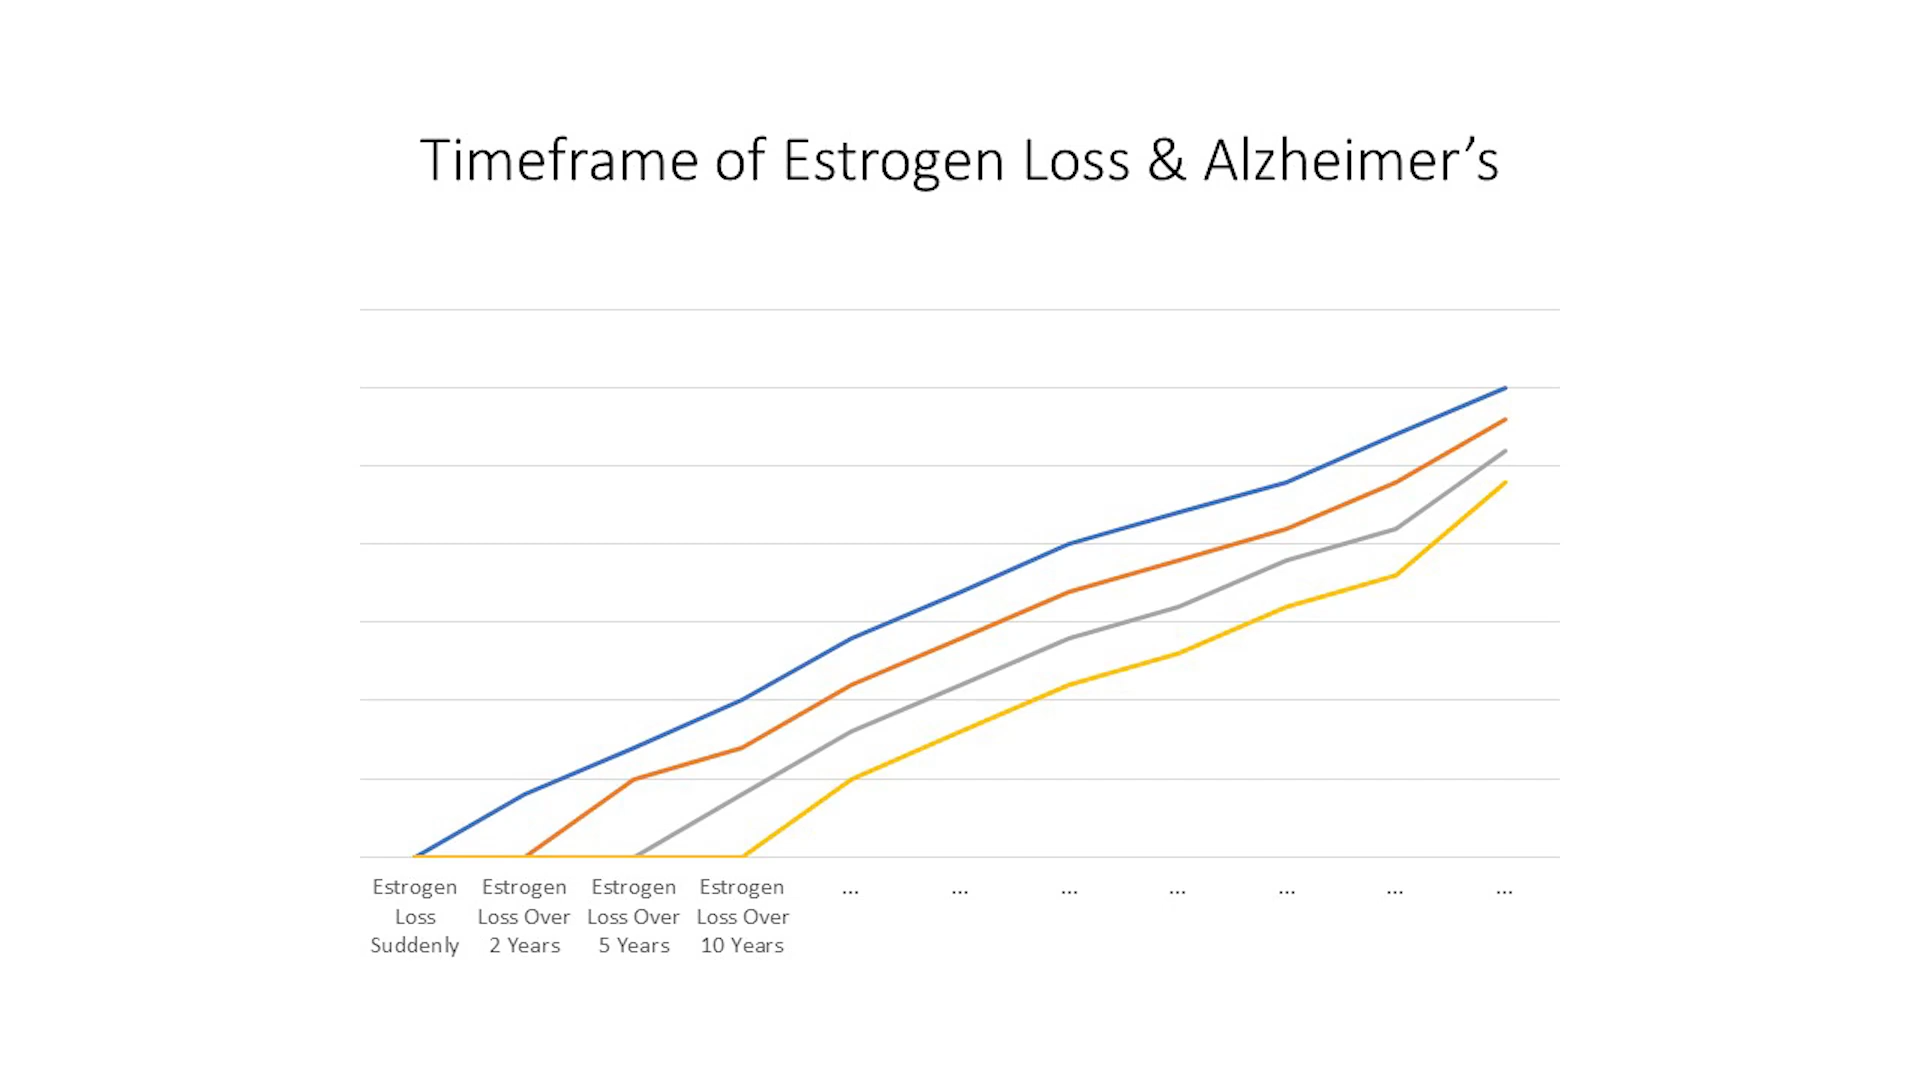 Timeframe of Estrogen Loss & Alzheimer’s
Estrogen Loss Suddenly
Estrogen Loss Over 2 Years
Estrogen Loss Over 5 Years
Estrogen Loss Over 10 Years
...
...
...
...
...
...
...